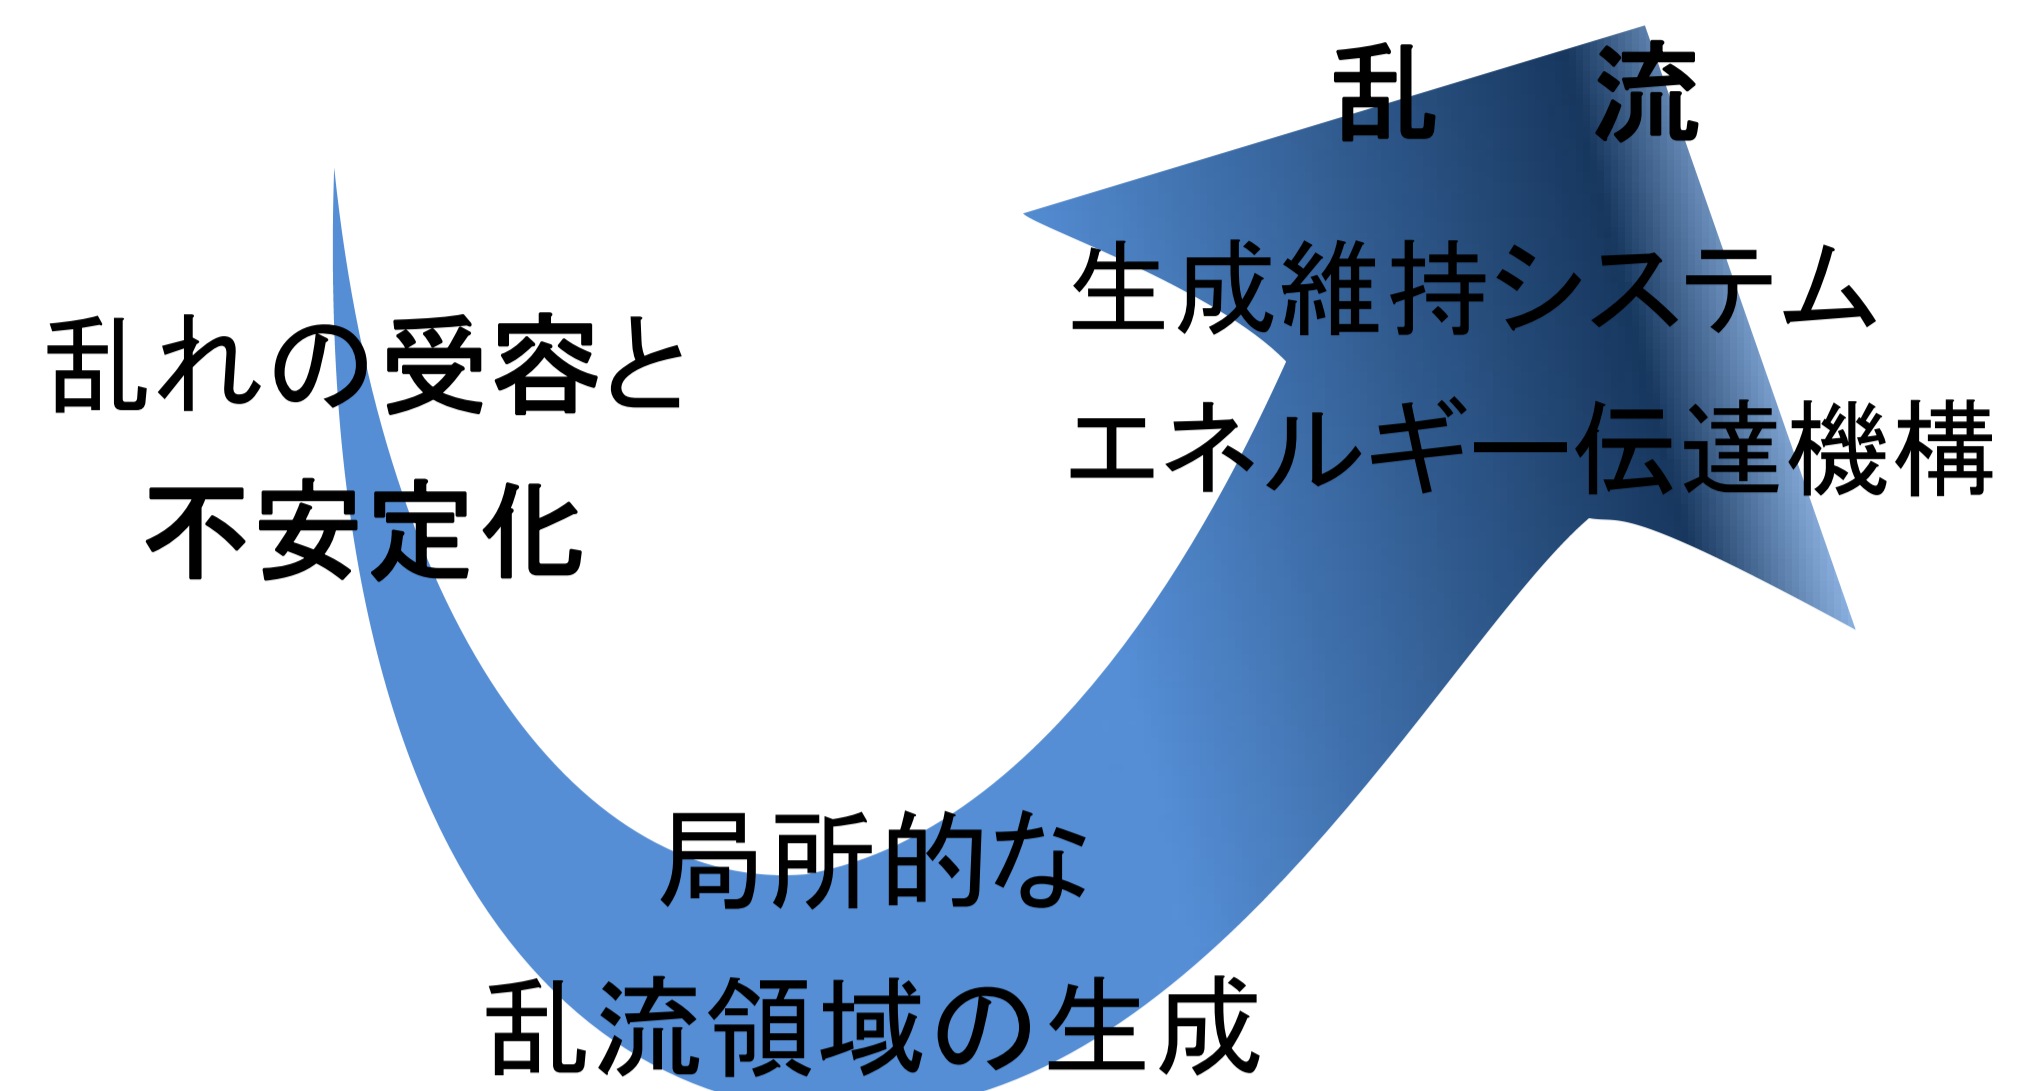 乱れの受容と
不安定化
局所的な
乱流領域の生成
乱　流
生成維持システム
エネルギー伝達機構